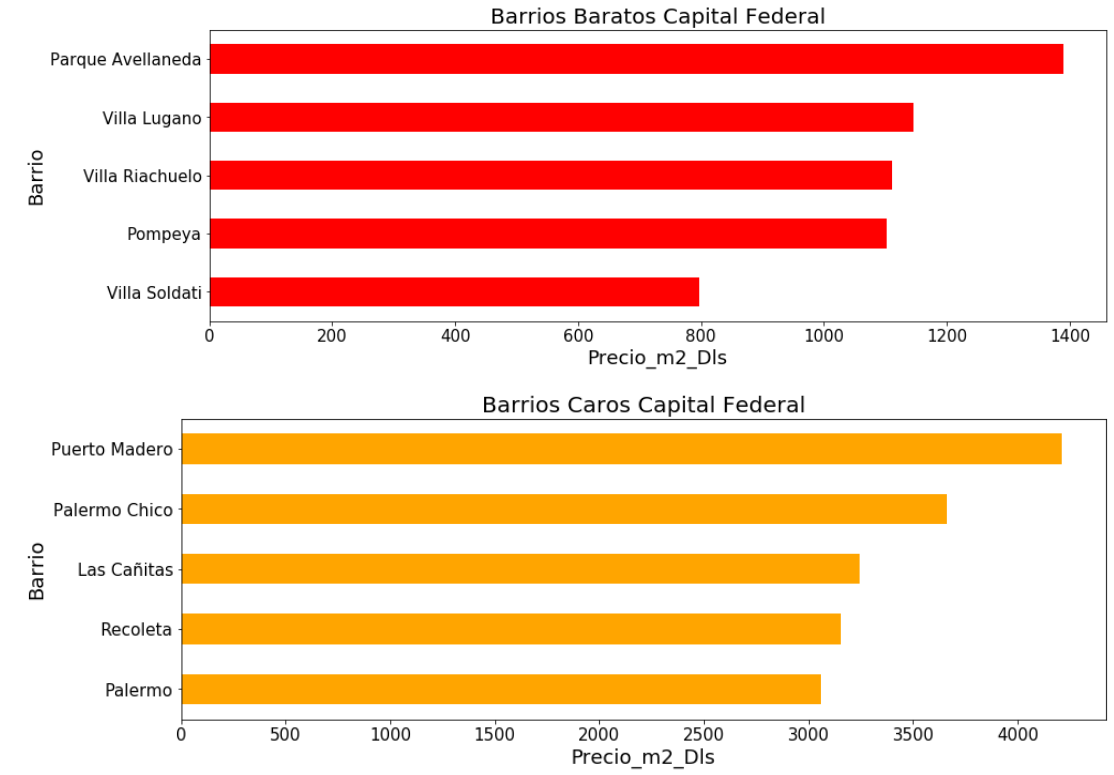 Barrios Baratos Capital Federal
Parque Avellaneda
Villa Lugano
Villa Riachuelo
Pompeya
Villa Soldati
Barrio
0 200 400 600 800 1000 1200 1400
Precio_m2_Dls
Barrios Caros Capital Federal
Puerto Madero
Palermo Chico
Las Cañitas
Recoleta
Palermo
Barrio
0 500 1000 1500 2000 2500 3000 3500 4000
Precio_m2_Dls